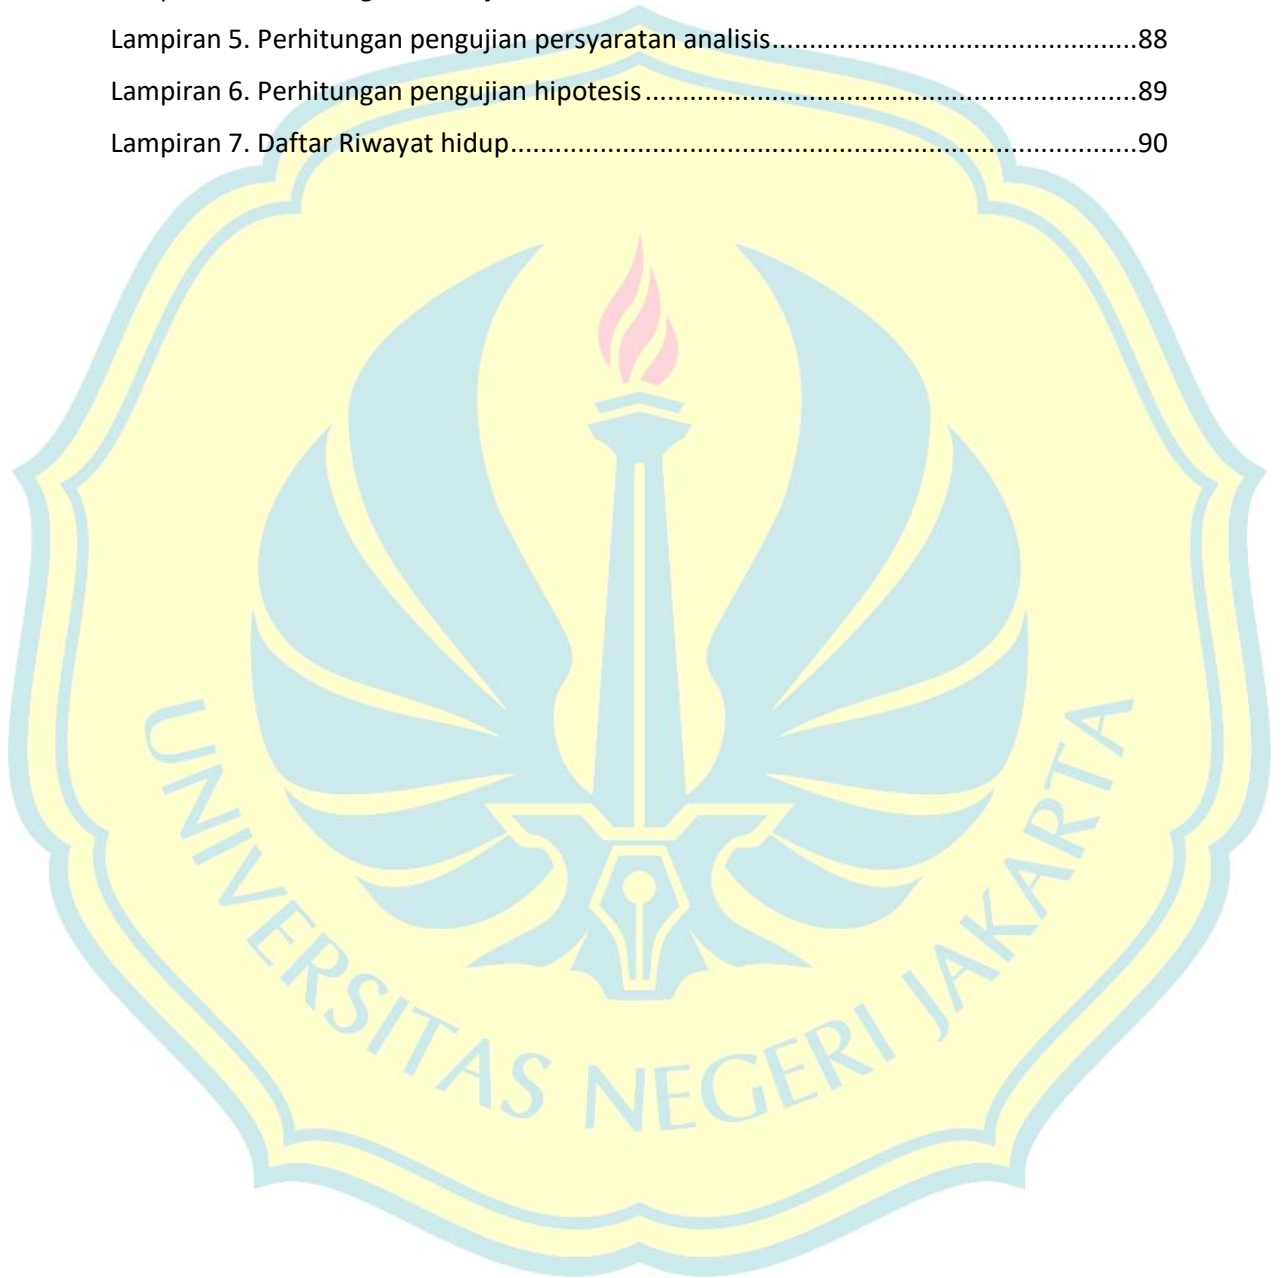 Lampiran 5. Perhitungan pengujian persyaratan analisis.......................................................88
Lampiran 6. Perhitungan pengujian hipotesis..........................................................................89
Lampiran 7. Daftar Riwayat hidup..............................................................................................90
UNIVERSITAS NEGERI JAKARTA